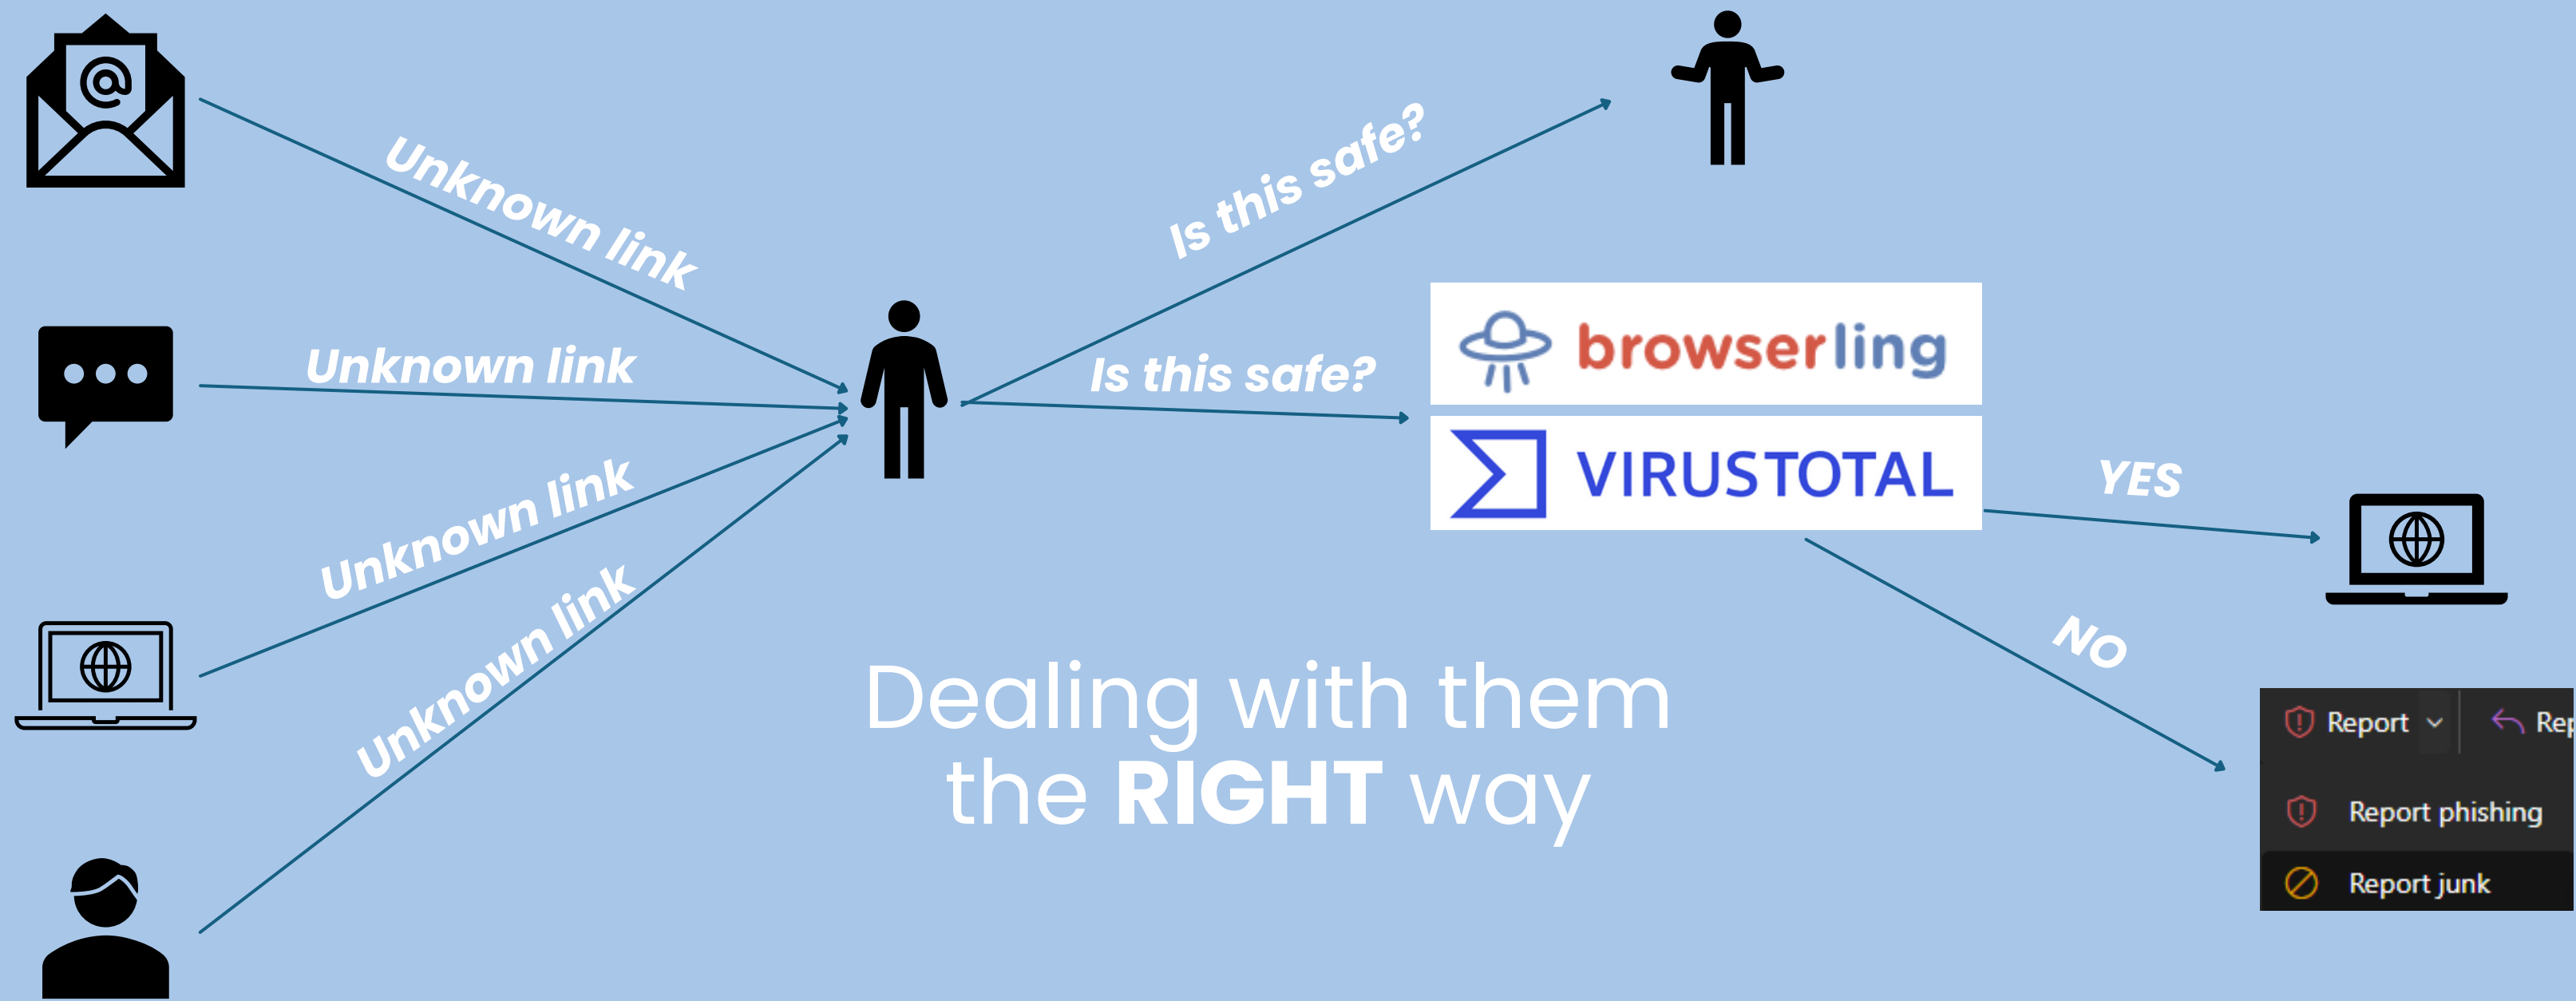 @
Unknown link
Unknown link
Unknown link
Unknown link
Is this safe?
Is this safe?
browserling
VIRUSTOTAL
YES
NO
Dealing with them
the RIGHT way
Report
Rep
Report phishing
Report junk